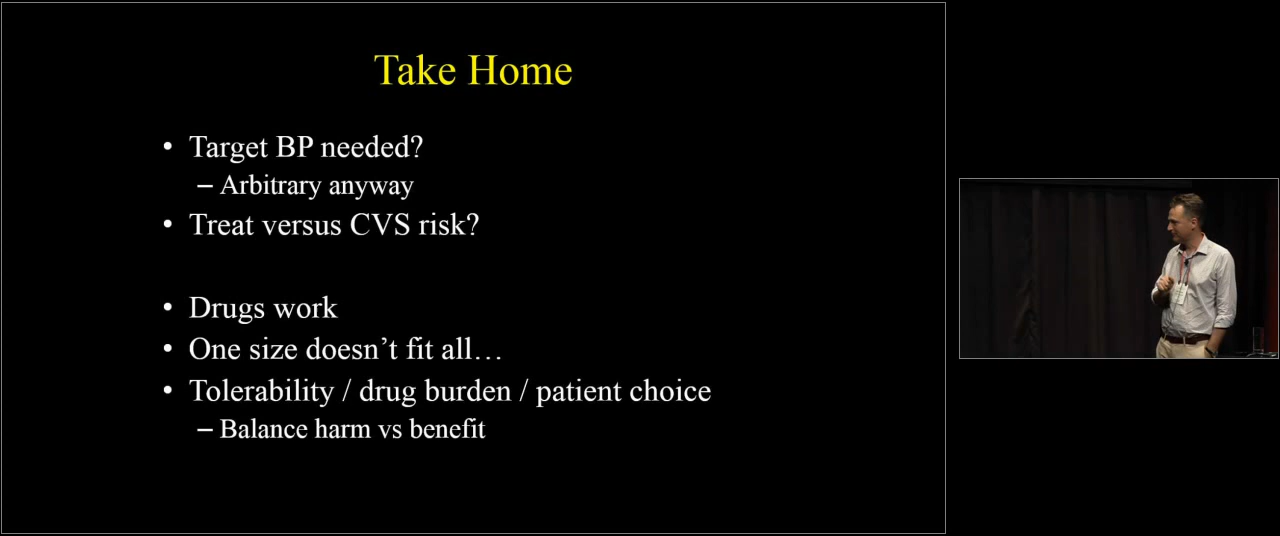 Take Home
• Target BP needed?
– Arbitrary anyway
• Treat versus CVS risk?
• Drugs work
• One size doesn’t fit all…
• Tolerability / drug burden / patient choice
– Balance harm vs benefit